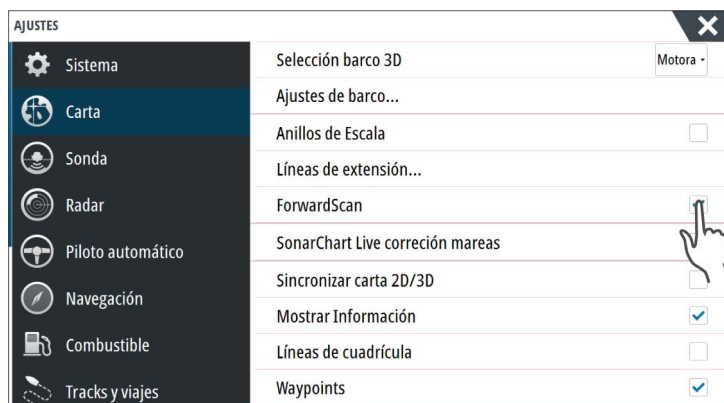 AJUSTES
Sistema
Carta
Sonda
Radar
Piloto automático
Navegación
Combustible
Tracks y viajes
Selección barco 3D
Motora
Ajustes de barco...
Anillos de Escala
Líneas de extensión...
ForwardScan
SonarChart Live correción mareas
Sincronizar carta 2D/3D
Mostrar Información
Líneas de cuadrícula
Waypoints